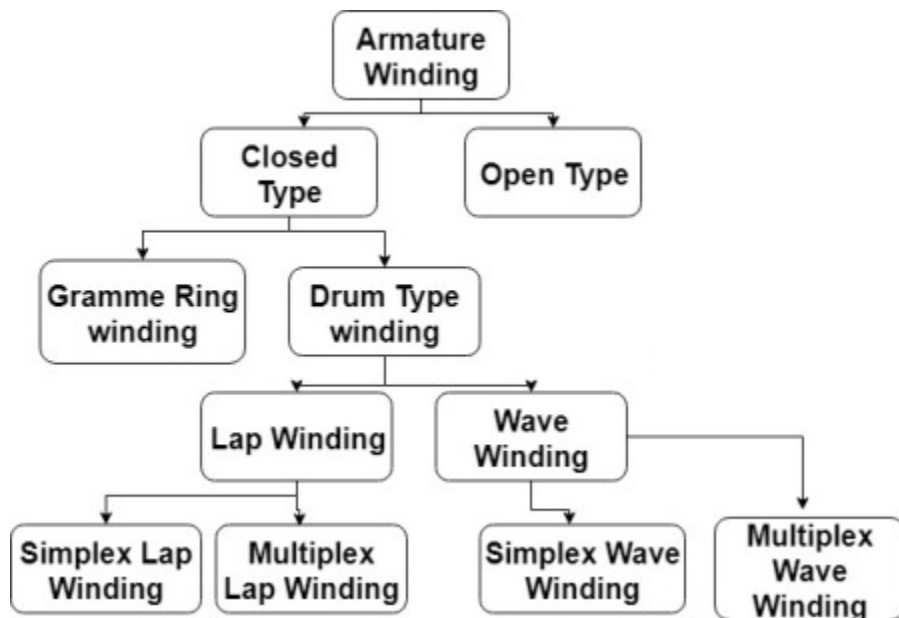 Armature
Winding
Closed
Type
Open Type
Gramme Ring
winding
Drum Type
winding
Lap Winding
Wave
Winding
Simplex Lap
Winding
Multiplex
Lap Winding
Simplex Wave
Winding
Multiplex
Wave
Winding